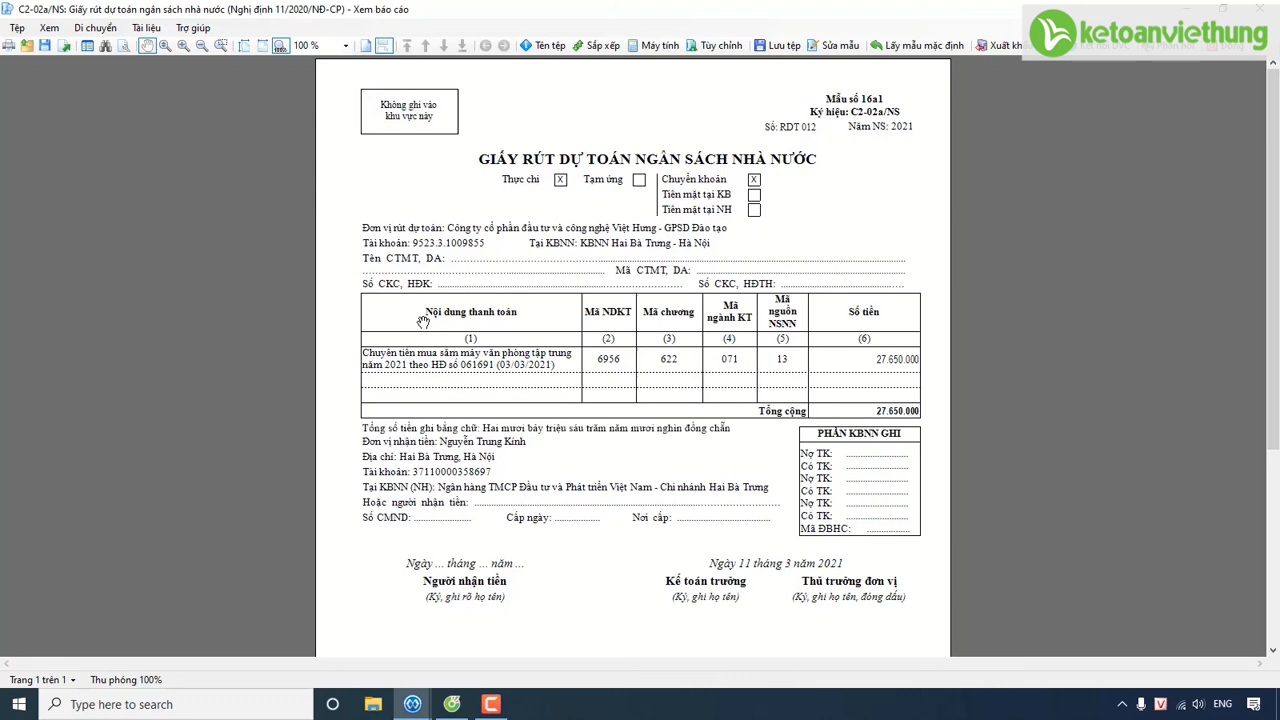 C2-02a/NS: Giấy rút dự toán ngân sách nhà nước (Nghị định 11/2020/NĐ-CP) - Xem báo cáo
Tệp Xem Di chuyển Tài liệu Trợ giúp
100 % Tên tệp Sắp xếp Máy tính Tùy chỉnh Lưu tệp Sửa mẫu Lấy mẫu mặc định Xuất khẩu
ketoanviethung
Không ghi vào
khu vực này
Mẫu số 16a1
Ký hiệu: C2-02a/NS
Số: RDT 012 Năm NS: 2021
GIẤY RÚT DỰ TOÁN NGÂN SÁCH NHÀ NƯỚC
Thực chi X Tạm ứng Chuyển khoản X
Tiền mặt tại KB
Tiền mặt tại NH
Đơn vị rút dự toán: Công ty cổ phần đầu tư và công nghệ Việt Hưng - GPSD Đào tạo
Tài khoản: 9523.3.1009855 Tại KBNN: KBNN Hai Bà Trưng - Hà Nội
Tên CTMT, DA: ......
...... Mã CTMT, DA: ......
Số CKC, HĐK: ...... Số CKC, HĐTH: ......
Nội dung thanh toán Mã NDKT Mã chương Mã ngành KT Mã nguồn NSNN Số tiền
(1) (2) (3) (4) (5) (6)
Chuyển tiền mua sắm máy văn phòng tập trung
năm 2021 theo HĐ số 061691 (03/03/2021) 6956 622 071 13 27.650.000
Tổng cộng 27.650.000
Tổng số tiền ghi bằng chữ: Hai mươi bảy triệu sáu trăm năm mươi nghìn đồng chẵn
Đơn vị nhận tiền: Nguyễn Trung Kính
Địa chỉ: Hai Bà Trưng, Hà Nội
Tài khoản: 37110000358697
Tại KBNN (NH): Ngân hàng TMCP Đầu tư và Phát triển Việt Nam - Chi nhánh Hai Bà Trưng
Hoặc người nhận tiền: ......
Số CMND: ...... Cấp ngày: ...... Nơi cấp: ......
PHẦN KBNN GHI
Nợ TK: ......
Có TK: ......
Nợ TK: ......
Có TK: ......
Nợ TK: ......
Có TK: ......
Mã ĐBHC: ......
Ngày ... tháng ... năm ... Ngày 11 tháng 3 năm 2021
Người nhận tiền Kế toán trưởng Thủ trưởng đơn vị
(Ký, ghi rõ họ tên) (Ký, ghi họ tên) (Ký, ghi họ tên, đóng dấu)
Trang 1 trên 1 Thu phóng 100%
Type here to search ENG